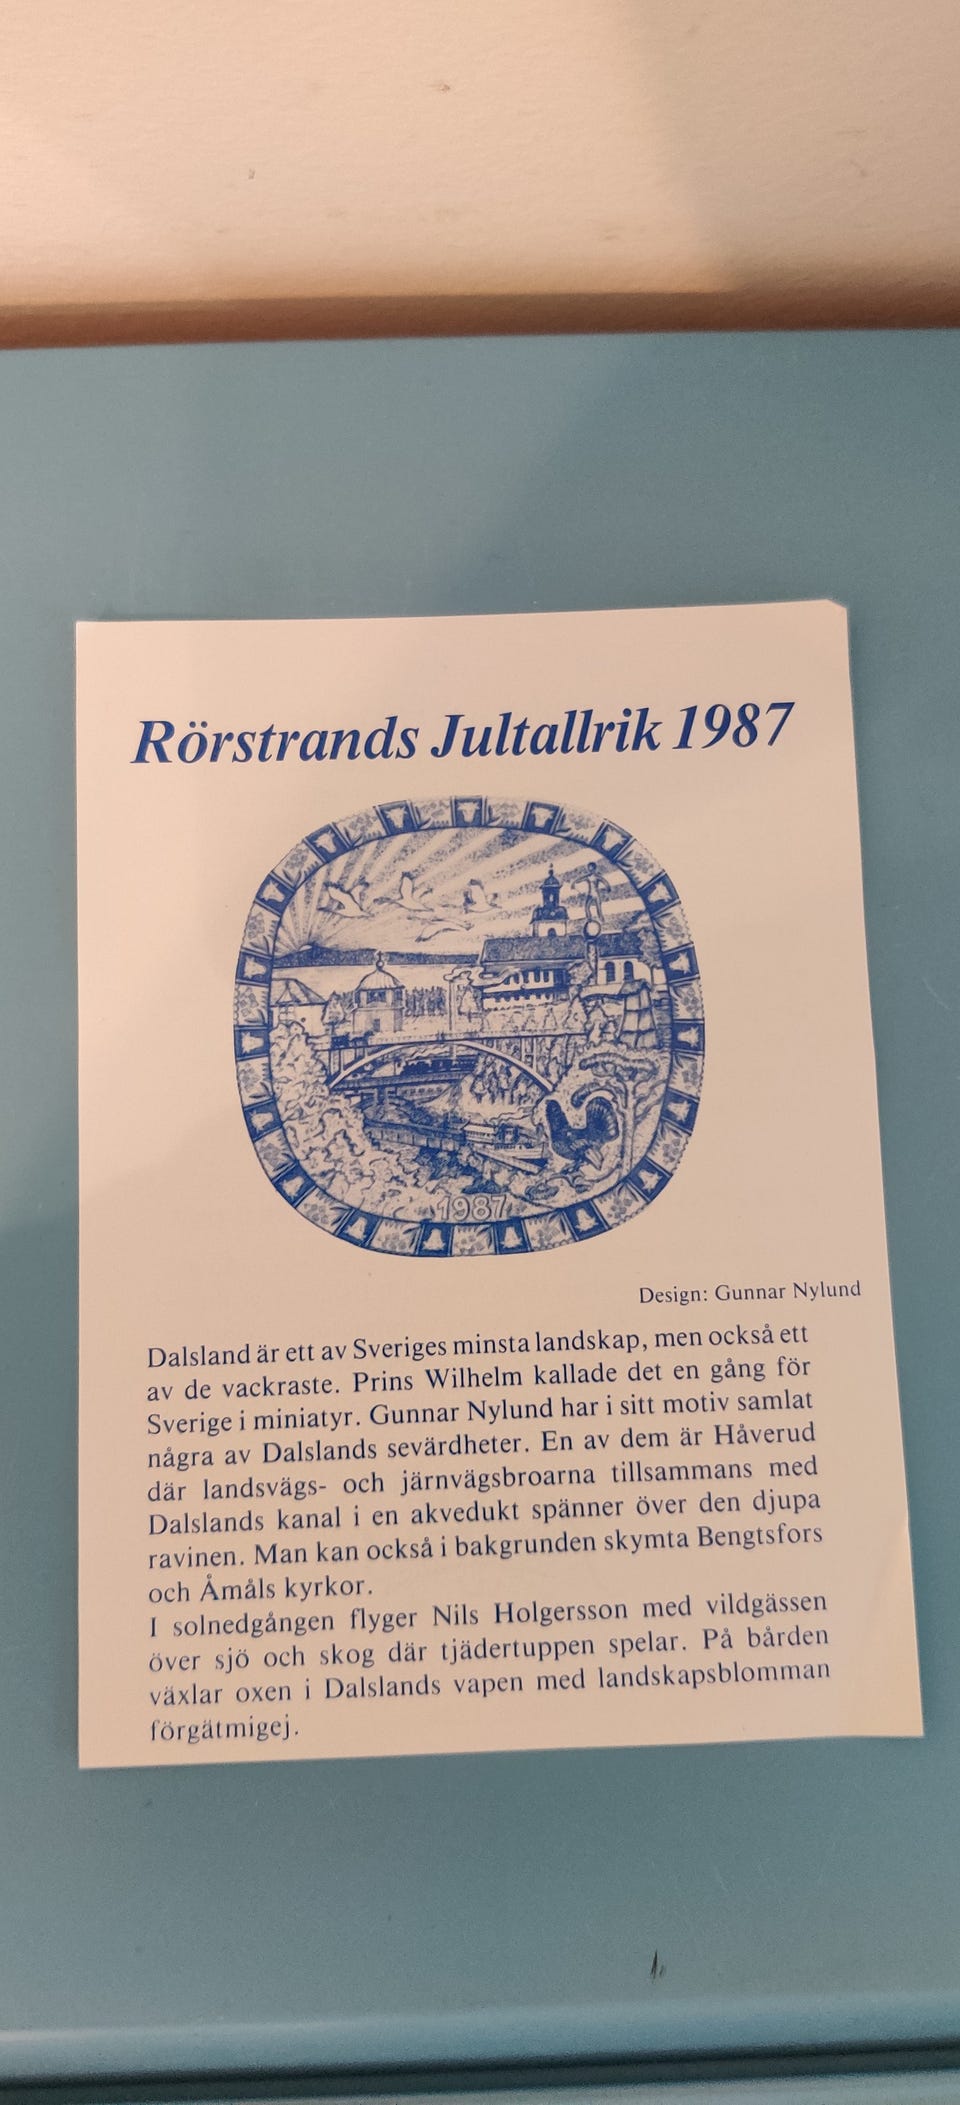 Rörstrands Jultallrik 1987
1987
Design: Gunnar Nylund
Dalsland är ett av Sveriges minsta landskap, men också ett
av de vackraste. Prins Wilhelm kallade det en gång för
Sverige i miniatyr. Gunnar Nylund har i sitt motiv samlat
några av Dalslands sevärdheter. En av dem är Håverud
där landsvägs- och järnvägsbroarna tillsammans med
Dalslands kanal i en akvedukt spänner över den djupa
ravinen. Man kan också i bakgrunden skymta Bengtsfors
och Åmåls kyrkor.
I solnedgången flyger Nils Holgersson med vildgässen
över sjö och skog där tjädertuppen spelar. På bården
växlar oxen i Dalslands vapen med landskapsblomman
förgätmigej.